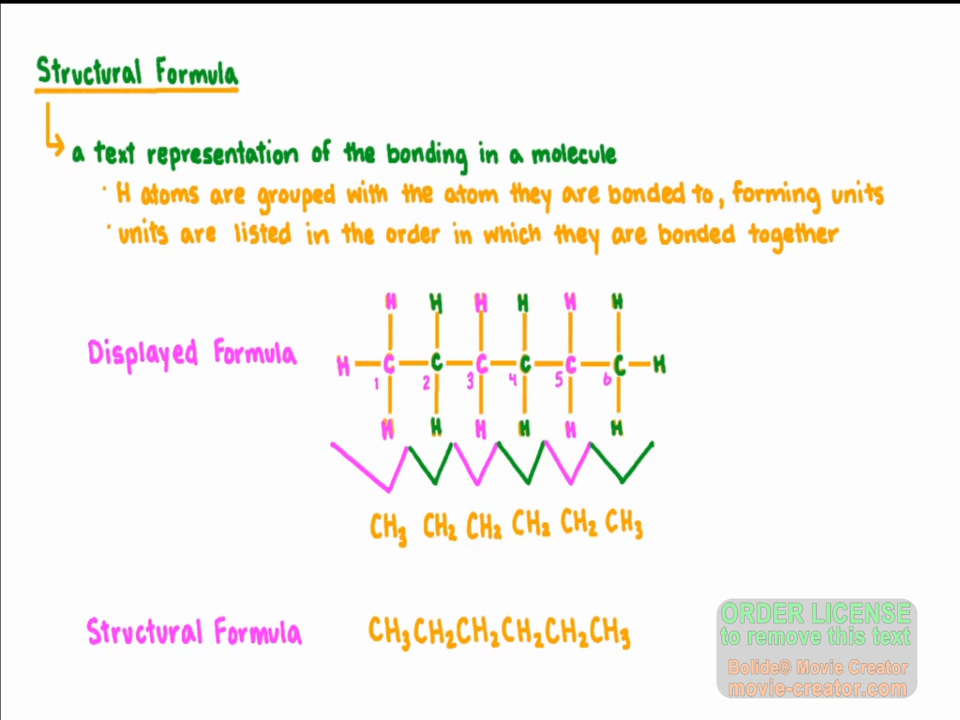 Structural Formula
a text representation of the bonding in a molecule
· H atoms are grouped with the atom they are bonded to, forming units
· units are listed in the order in which they are bonded together
H H H H H H
Displayed Formula
H C C C C C C H
1 2 3 4 5 6
H H H H H H
CH₃ CH₂ CH₂ CH₂ CH₂ CH₃
Structural Formula CH₃CH₂CH₂CH₂CH₂CH₃
ORDER LICENSE
to remove this text
Bolide® Movie Creator
movie-creator.com